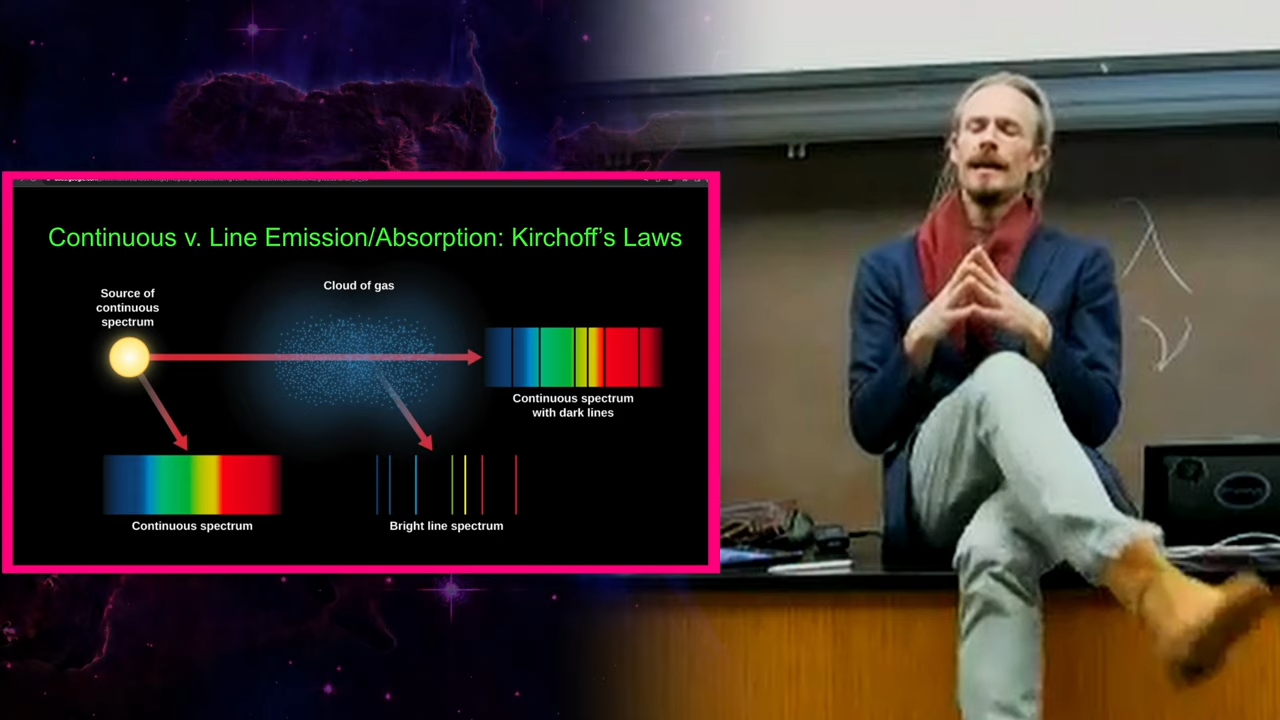 Continuous v. Line Emission/Absorption: Kirchoff's Laws
Source of
continuous
spectrum
Cloud of gas
Continuous spectrum
with dark lines
Continuous spectrum
Bright line spectrum
λ
ν